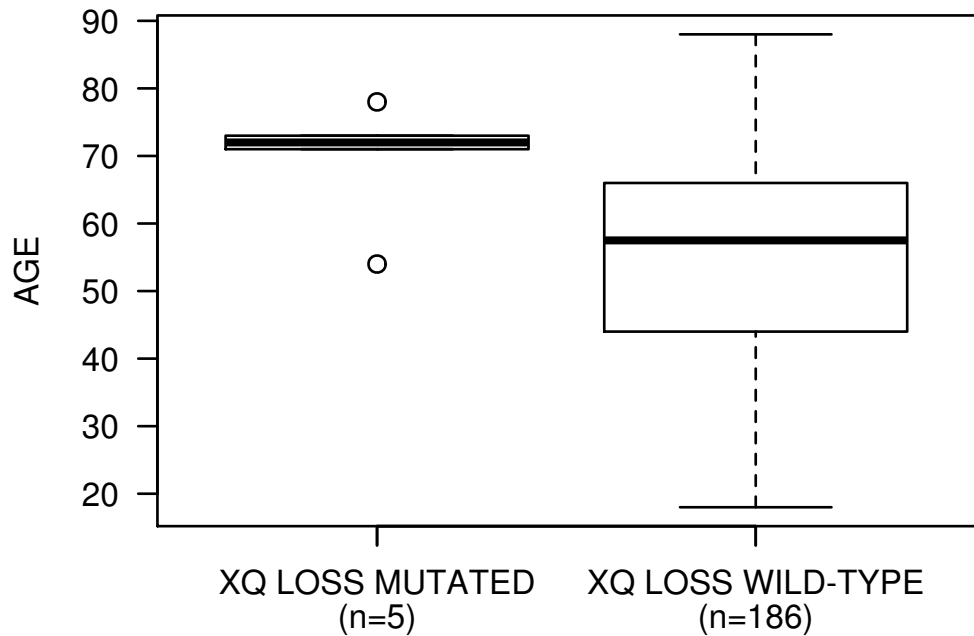 90
80
70
60
50
40
30
20
AGE
XQ LOSS MUTATED
(n=5)
XQ LOSS WILD-TYPE
(n=186)